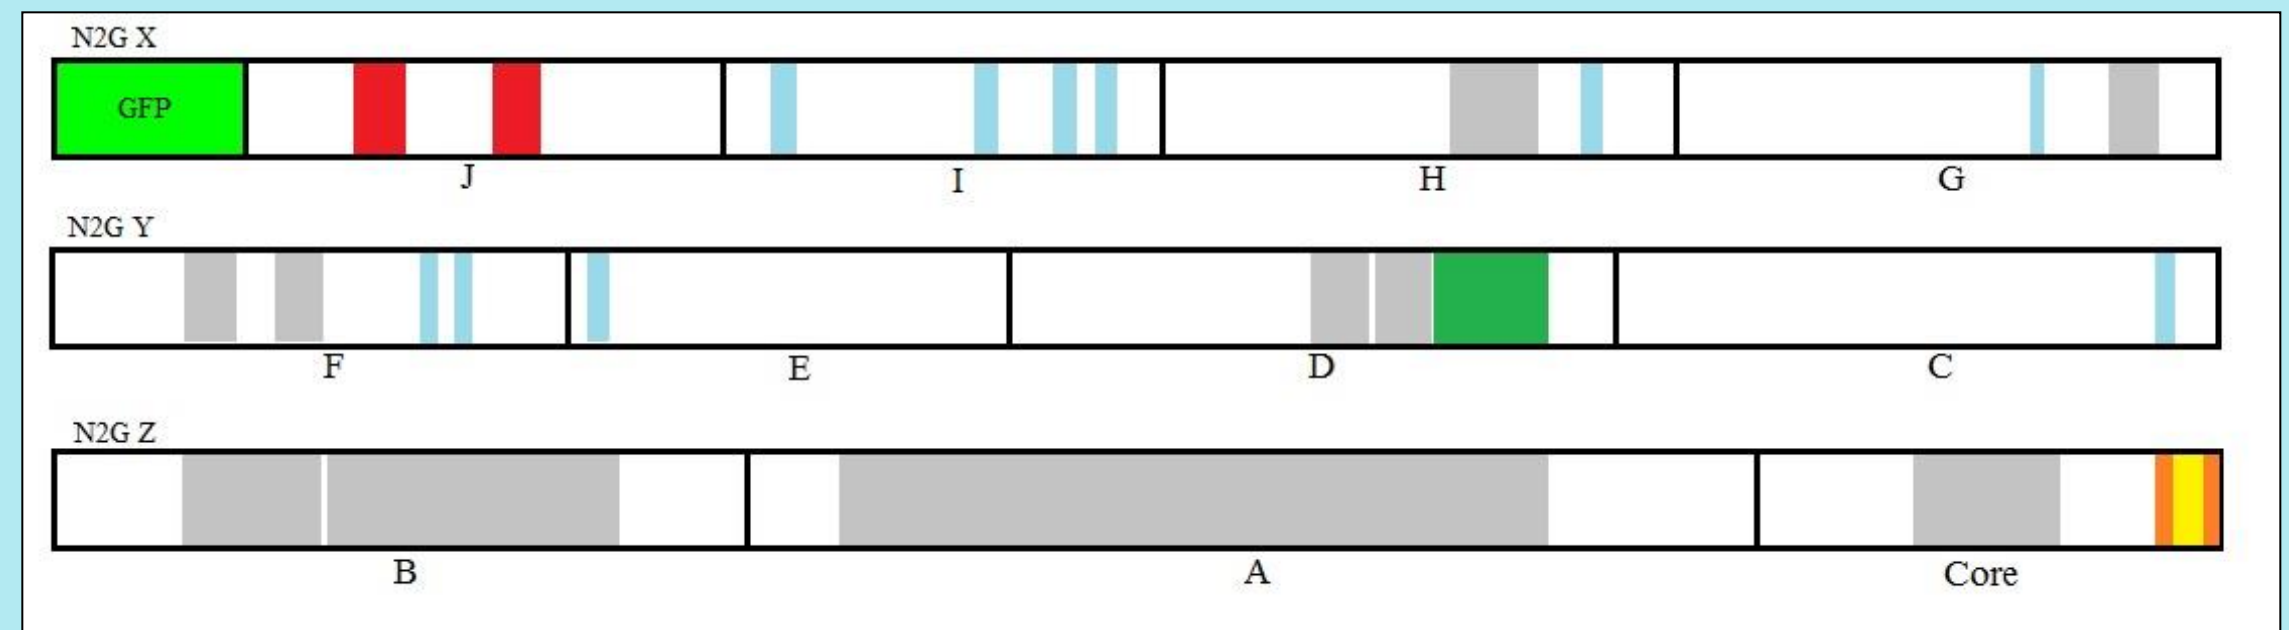 N2G X
GFP
J I H G
N2G Y
F E D C
N2G Z
B A Core